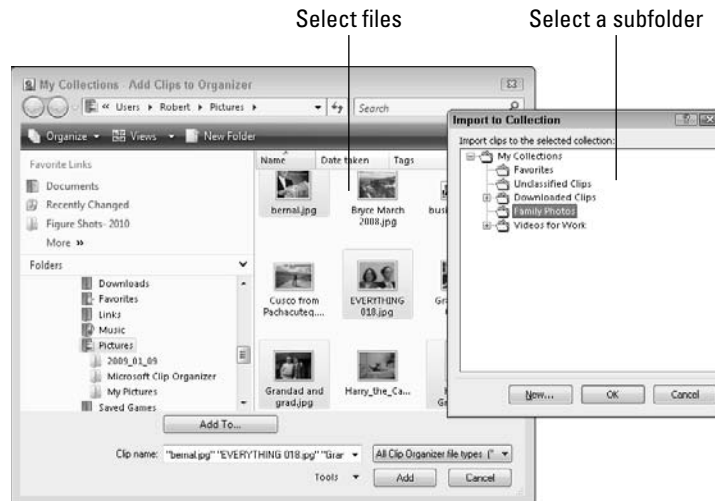 Select files
Select a subfolder
My Collections - Add Clips to Organizer
« Users ▸ Robert ▸ Pictures ▸
Search
Organize
Views
New Folder
Favorite Links
Documents
Recently Changed
Figure Shots- 2010
More »
Folders
Downloads
Favorites
Links
Music
Pictures
2009_01_09
Microsoft Clip Organizer
My Pictures
Saved Games
Name
Date taken
Tags
bernal.jpg
Bryce March
2008.jpg
busi
Cusco from
Pachacuteq....
EVERYTHING
018.jpg
Gr
Grandad and
grad.jpg
Harry_the_Ca...
Add To...
Clip name:
"bernal.jpg" "EVERYTHING 018.jpg" "Grar
All Clip Organizer file types (*
Tools
Add
Cancel
Import to Collection
Import clips to the selected collection:
My Collections
Favorites
Unclassified Clips
Downloaded Clips
Family Photos
Videos for Work
New...
OK
Cancel